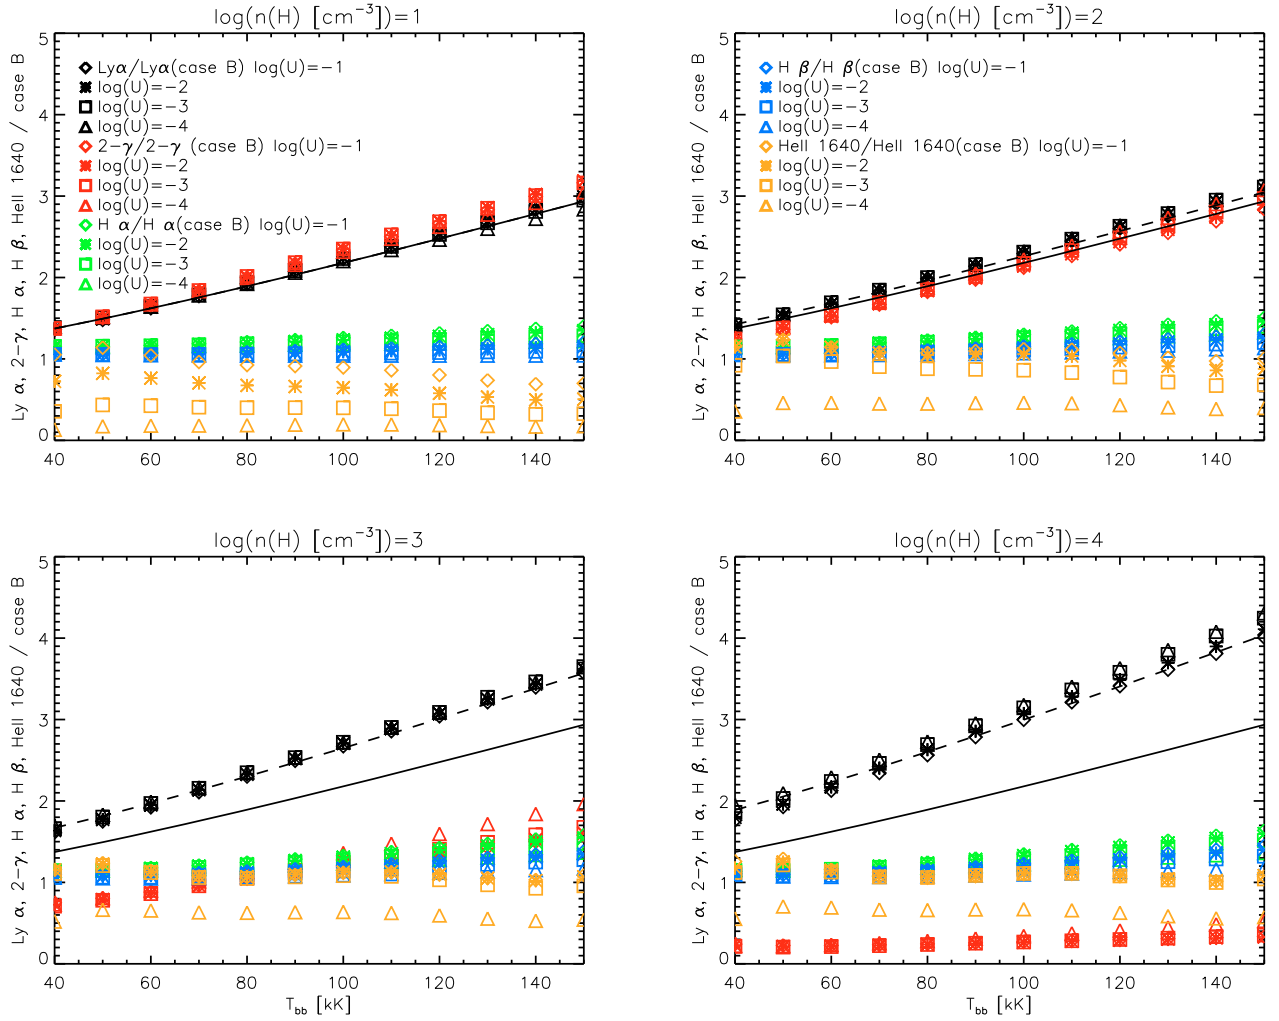 log(n(H) [cm⁻³])=1
Ly α, 2−γ, H α, H β, HeII 1640 / case B
5
4
3
2
1
0
Lyα/Lyα(case B) log(U)=−1
log(U)=−2
log(U)=−3
log(U)=−4
2−γ/2−γ (case B) log(U)=−1
log(U)=−2
log(U)=−3
log(U)=−4
H α/H α(case B) log(U)=−1
log(U)=−2
log(U)=−3
log(U)=−4
40 60 80 100 120 140
log(n(H) [cm⁻³])=2
Ly α, 2−γ, H α, H β, HeII 1640 / case B
5
4
3
2
1
0
H β/H β(case B) log(U)=−1
log(U)=−2
log(U)=−3
log(U)=−4
HeII 1640/HeII 1640(case B) log(U)=−1
log(U)=−2
log(U)=−3
log(U)=−4
40 60 80 100 120 140
log(n(H) [cm⁻³])=3
Ly α, 2−γ, H α, H β, HeII 1640 / case B
5
4
3
2
1
0
40 60 80 100 120 140
T_bb [kK]
log(n(H) [cm⁻³])=4
Ly α, 2−γ, H α, H β, HeII 1640 / case B
5
4
3
2
1
0
40 60 80 100 120 140
T_bb [kK]